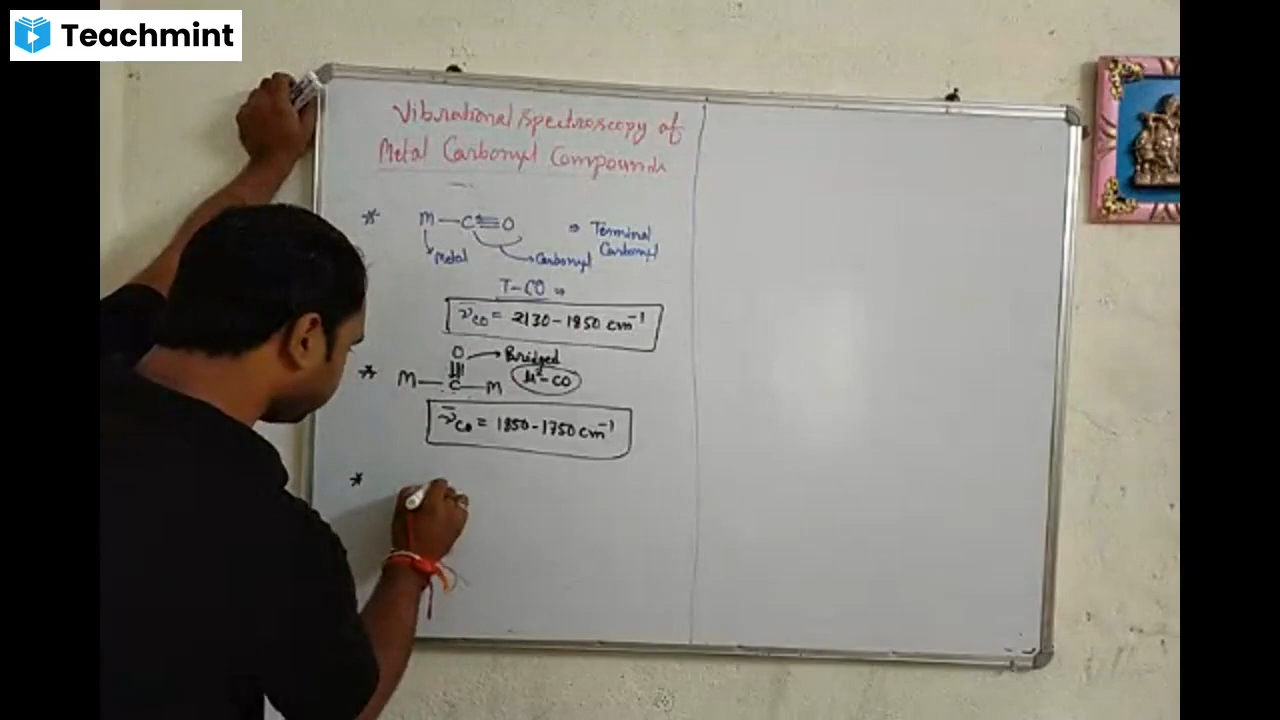 Teachmint
Vibrational spectroscopy of
Metal Carbonyl Compounds
* M—C≡O ⇒ Terminal
Carbonyl
Metal Carbonyl
T-CO ⇒
ν̅CO = 2130-1850 cm⁻¹
O → Bridged
* M—C—M μ²-CO
ν̅CO = 1850-1750 cm⁻¹
*